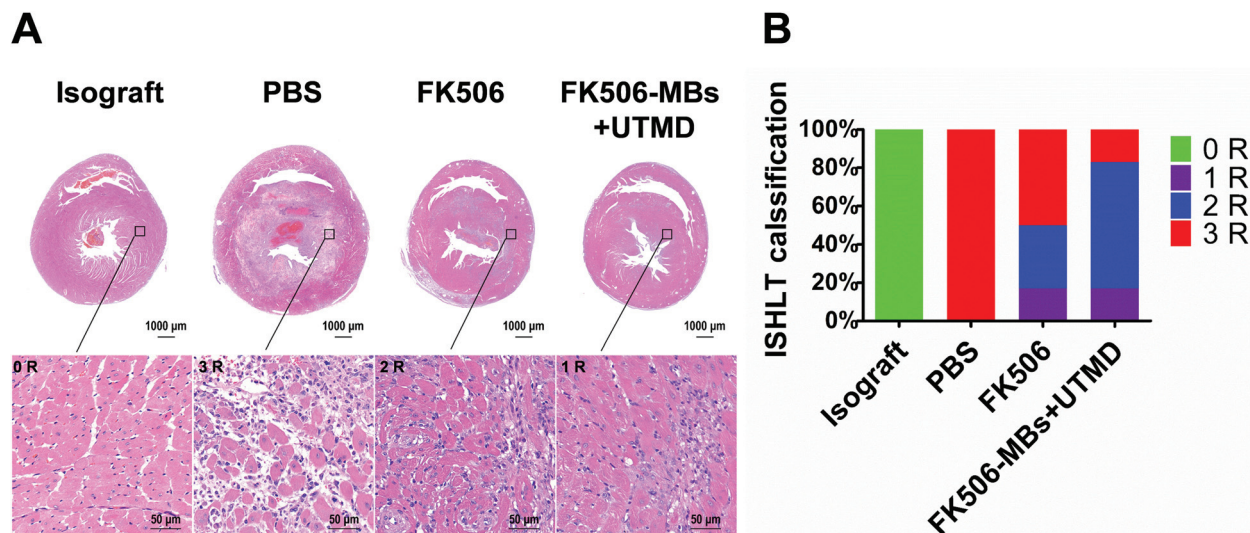 A
Isograft
PBS
FK506
FK506-MBs
+UTMD
1000 µm
1000 µm
1000 µm
1000 µm
0 R
3 R
2 R
1 R
50 µm
50 µm
50 µm
50 µm
B
ISHLT calssification
100%
80%
60%
40%
20%
0%
Isograft
PBS
FK506
FK506-MBs+UTMD
0 R
1 R
2 R
3 R